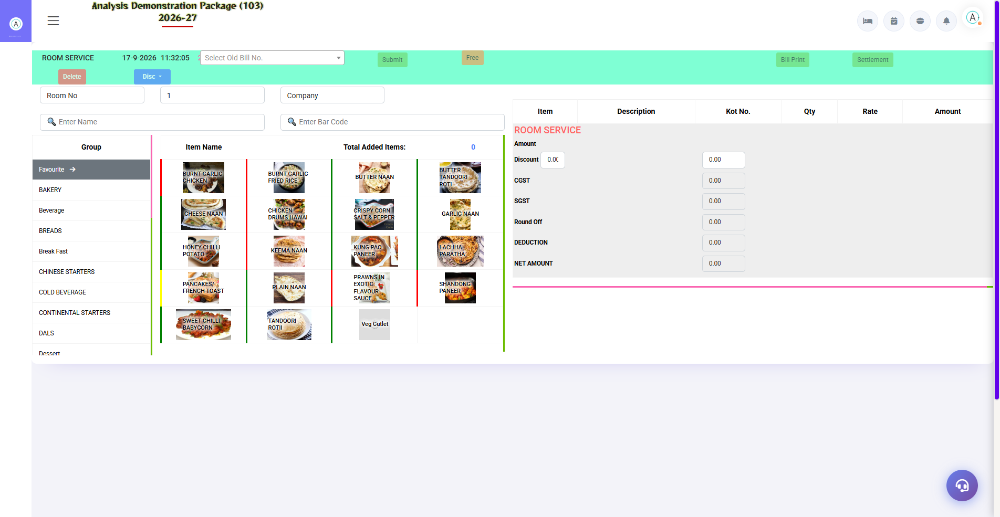 Analysis Demonstration Package (103)
2026-27
A
A
ROOM SERVICE
17-9-2026 11:32:05
Select Old Bill No.
Submit
Free
Bill Print
Settlement
Delete
Disc
Room No
1
Company
Enter Name
Enter Bar Code
Group
Favourite
BAKERY
Beverage
BREADS
Break Fast
CHINESE STARTERS
COLD BEVERAGE
CONTINENTAL STARTERS
DALS
Dessert
Item Name
Total Added Items:
0
BURNT GARLIC
CHICKEN
BURNT GARLIC
FRIED RICE
BUTTER NAAN
BUTTER
TANDOORI
ROTI
CHEESE NAAN
CHICKEN
DRUMS HAWAI
CRISPY CORN
SALT & PEPPER
GARLIC NAAN
HONEY CHILLI
POTATO
KEEMA NAAN
KUNG PAO
PANEER
LACHHA
PARATHA
PANCAKES/
FRENCH TOAST
PLAIN NAAN
PRAWNS IN
EXOTIC
FLAVOUR
SAUCE
SHANDONG
PANEER
SWEET CHILLI
BABYCORN
TANDOORI
ROTII
Veg Cutlet
Item Description Kot No. Qty Rate Amount
ROOM SERVICE
Amount
Discount 0.00 0.00
CGST 0.00
SGST 0.00
Round Off 0.00
DEDUCTION 0.00
NET AMOUNT 0.00